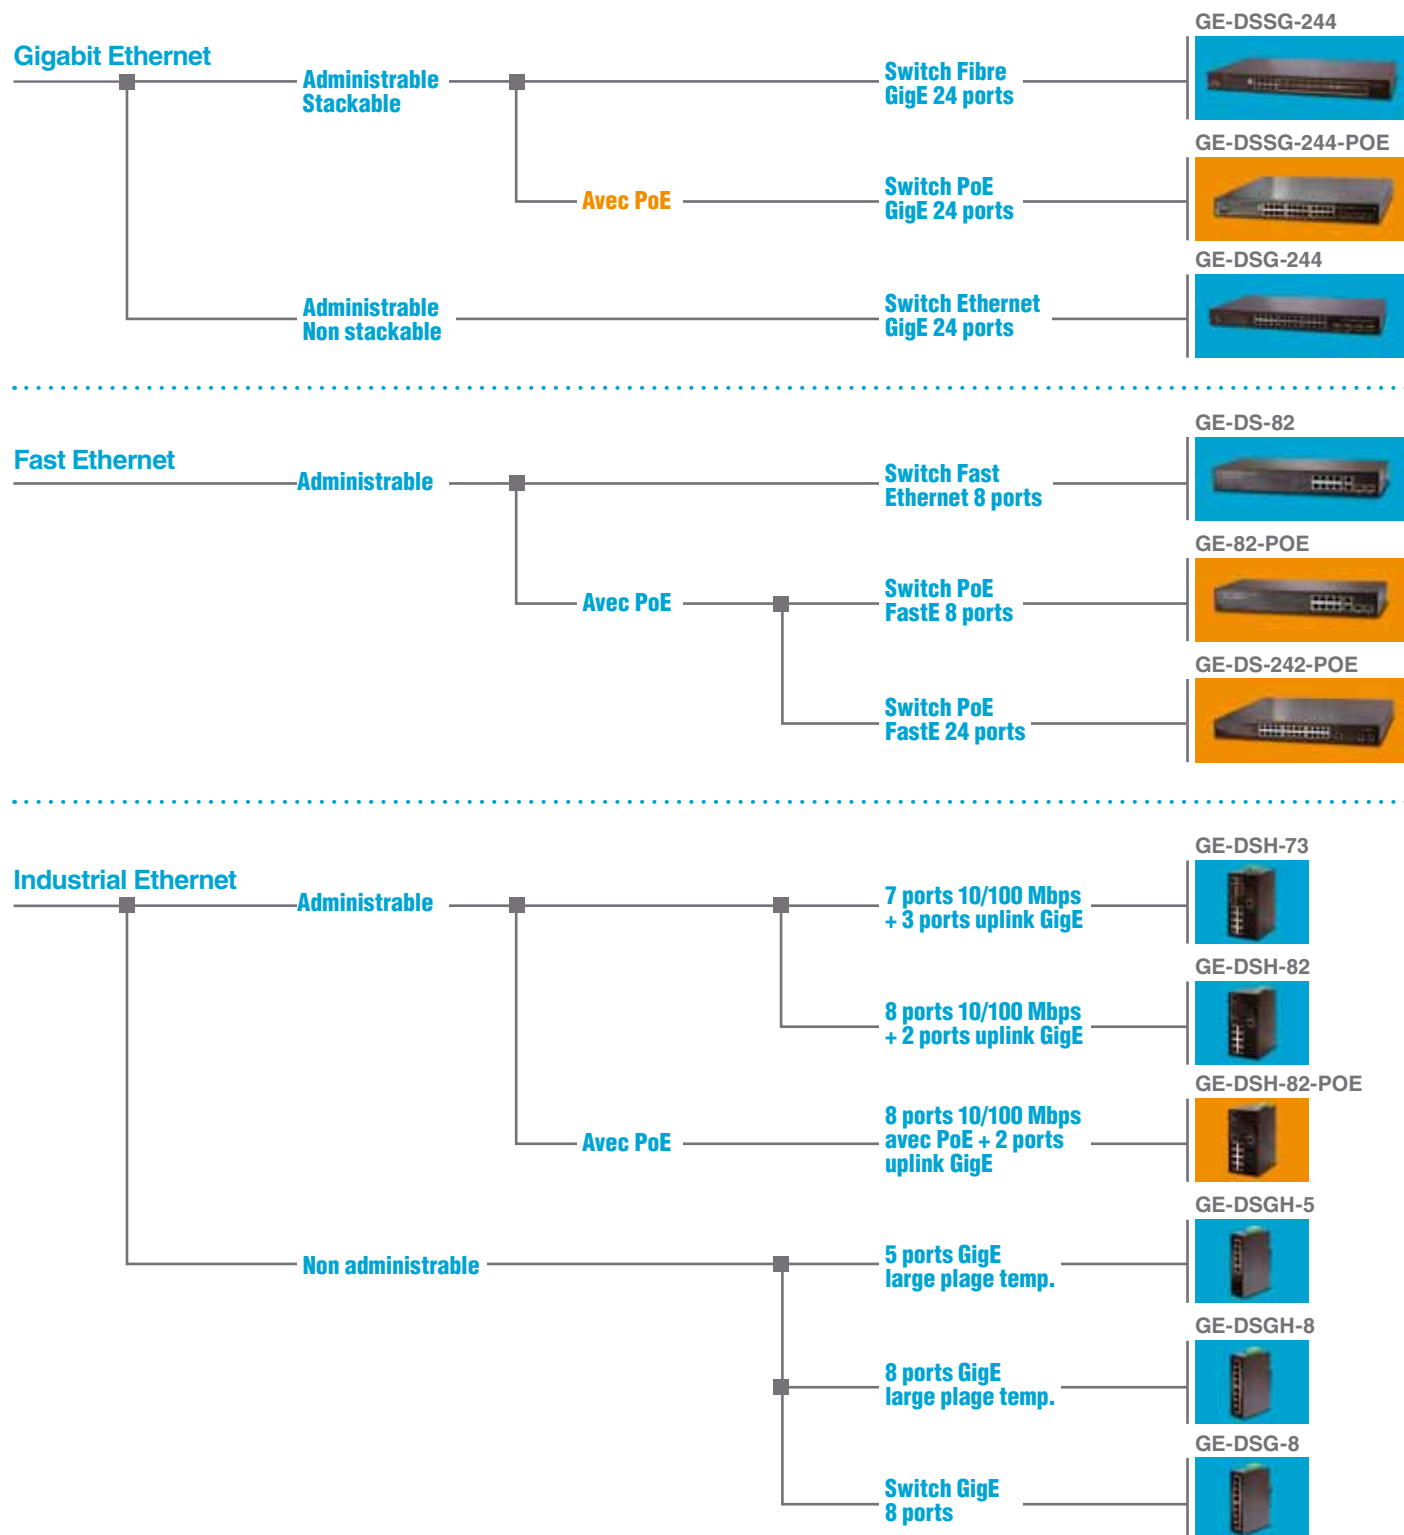 GE-DSSG-244
Gigabit Ethernet
Administrable
Stackable
Switch Fibre
GigE 24 ports
GE-DSSG-244-POE
Avec PoE
Switch PoE
GigE 24 ports
GE-DSG-244
Administrable
Non stackable
Switch Ethernet
GigE 24 ports
GE-DS-82
Fast Ethernet
Administrable
Switch Fast
Ethernet 8 ports
GE-82-POE
Avec PoE
Switch PoE
FastE 8 ports
GE-DS-242-POE
Switch PoE
FastE 24 ports
GE-DSH-73
Industrial Ethernet
Administrable
7 ports 10/100 Mbps
+ 3 ports uplink GigE
GE-DSH-82
8 ports 10/100 Mbps
+ 2 ports uplink GigE
GE-DSH-82-POE
Avec PoE
8 ports 10/100 Mbps
avec PoE + 2 ports
uplink GigE
GE-DSGH-5
Non administrable
5 ports GigE
large plage temp.
GE-DSGH-8
8 ports GigE
large plage temp.
GE-DSG-8
Switch GigE
8 ports